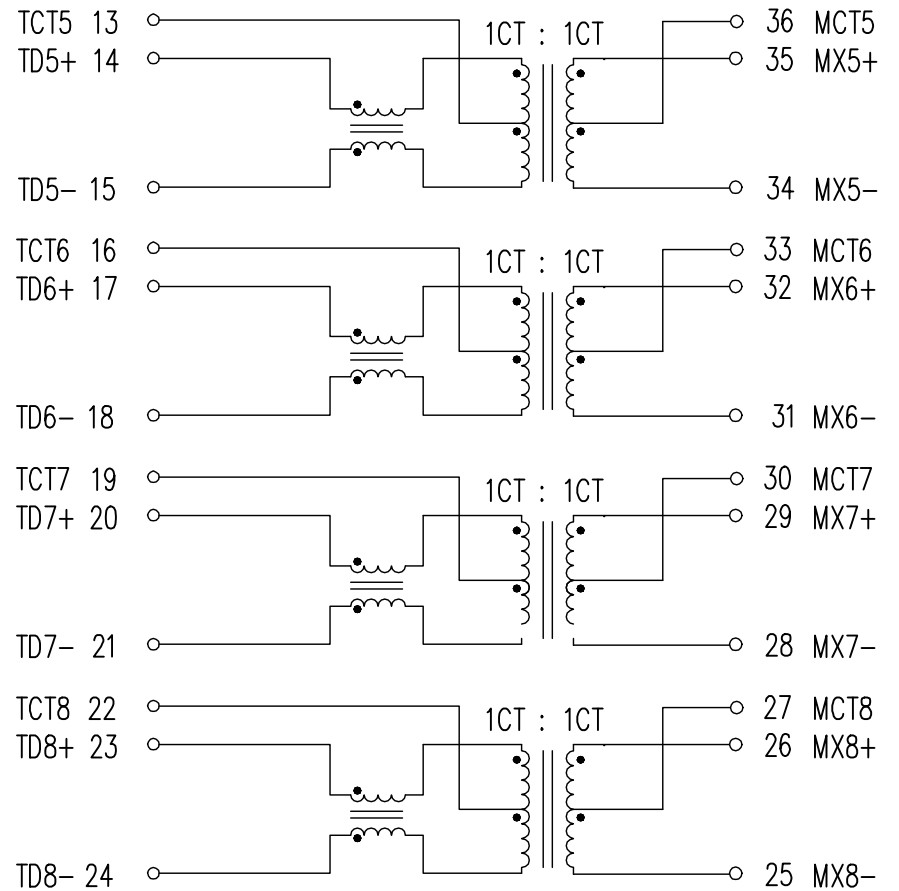 TCT5 13 1CT : 1CT 36 MCT5
TD5+ 14 35 MX5+
TD5- 15 34 MX5-
TCT6 16 1CT : 1CT 33 MCT6
TD6+ 17 32 MX6+
TD6- 18 31 MX6-
TCT7 19 1CT : 1CT 30 MCT7
TD7+ 20 29 MX7+
TD7- 21 28 MX7-
TCT8 22 1CT : 1CT 27 MCT8
TD8+ 23 26 MX8+
TD8- 24 25 MX8-